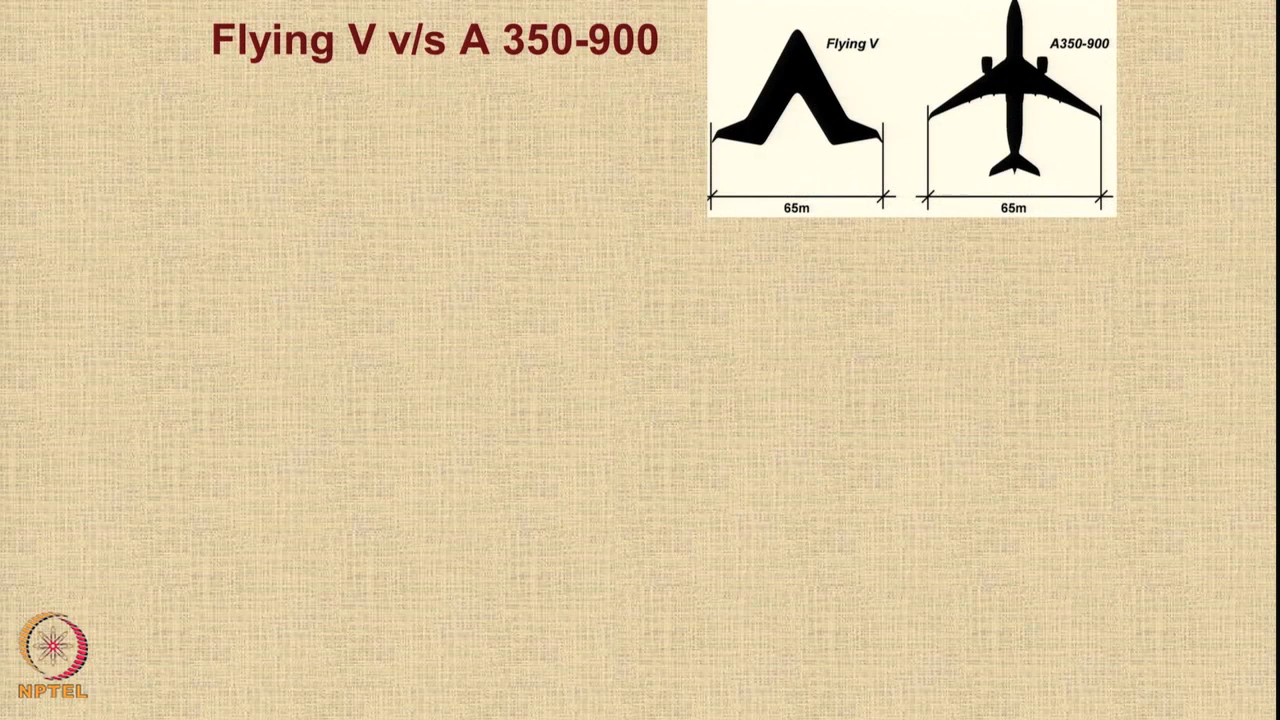 Flying V v/s A 350-900
Flying V
A350-900
65m
65m
NPTEL